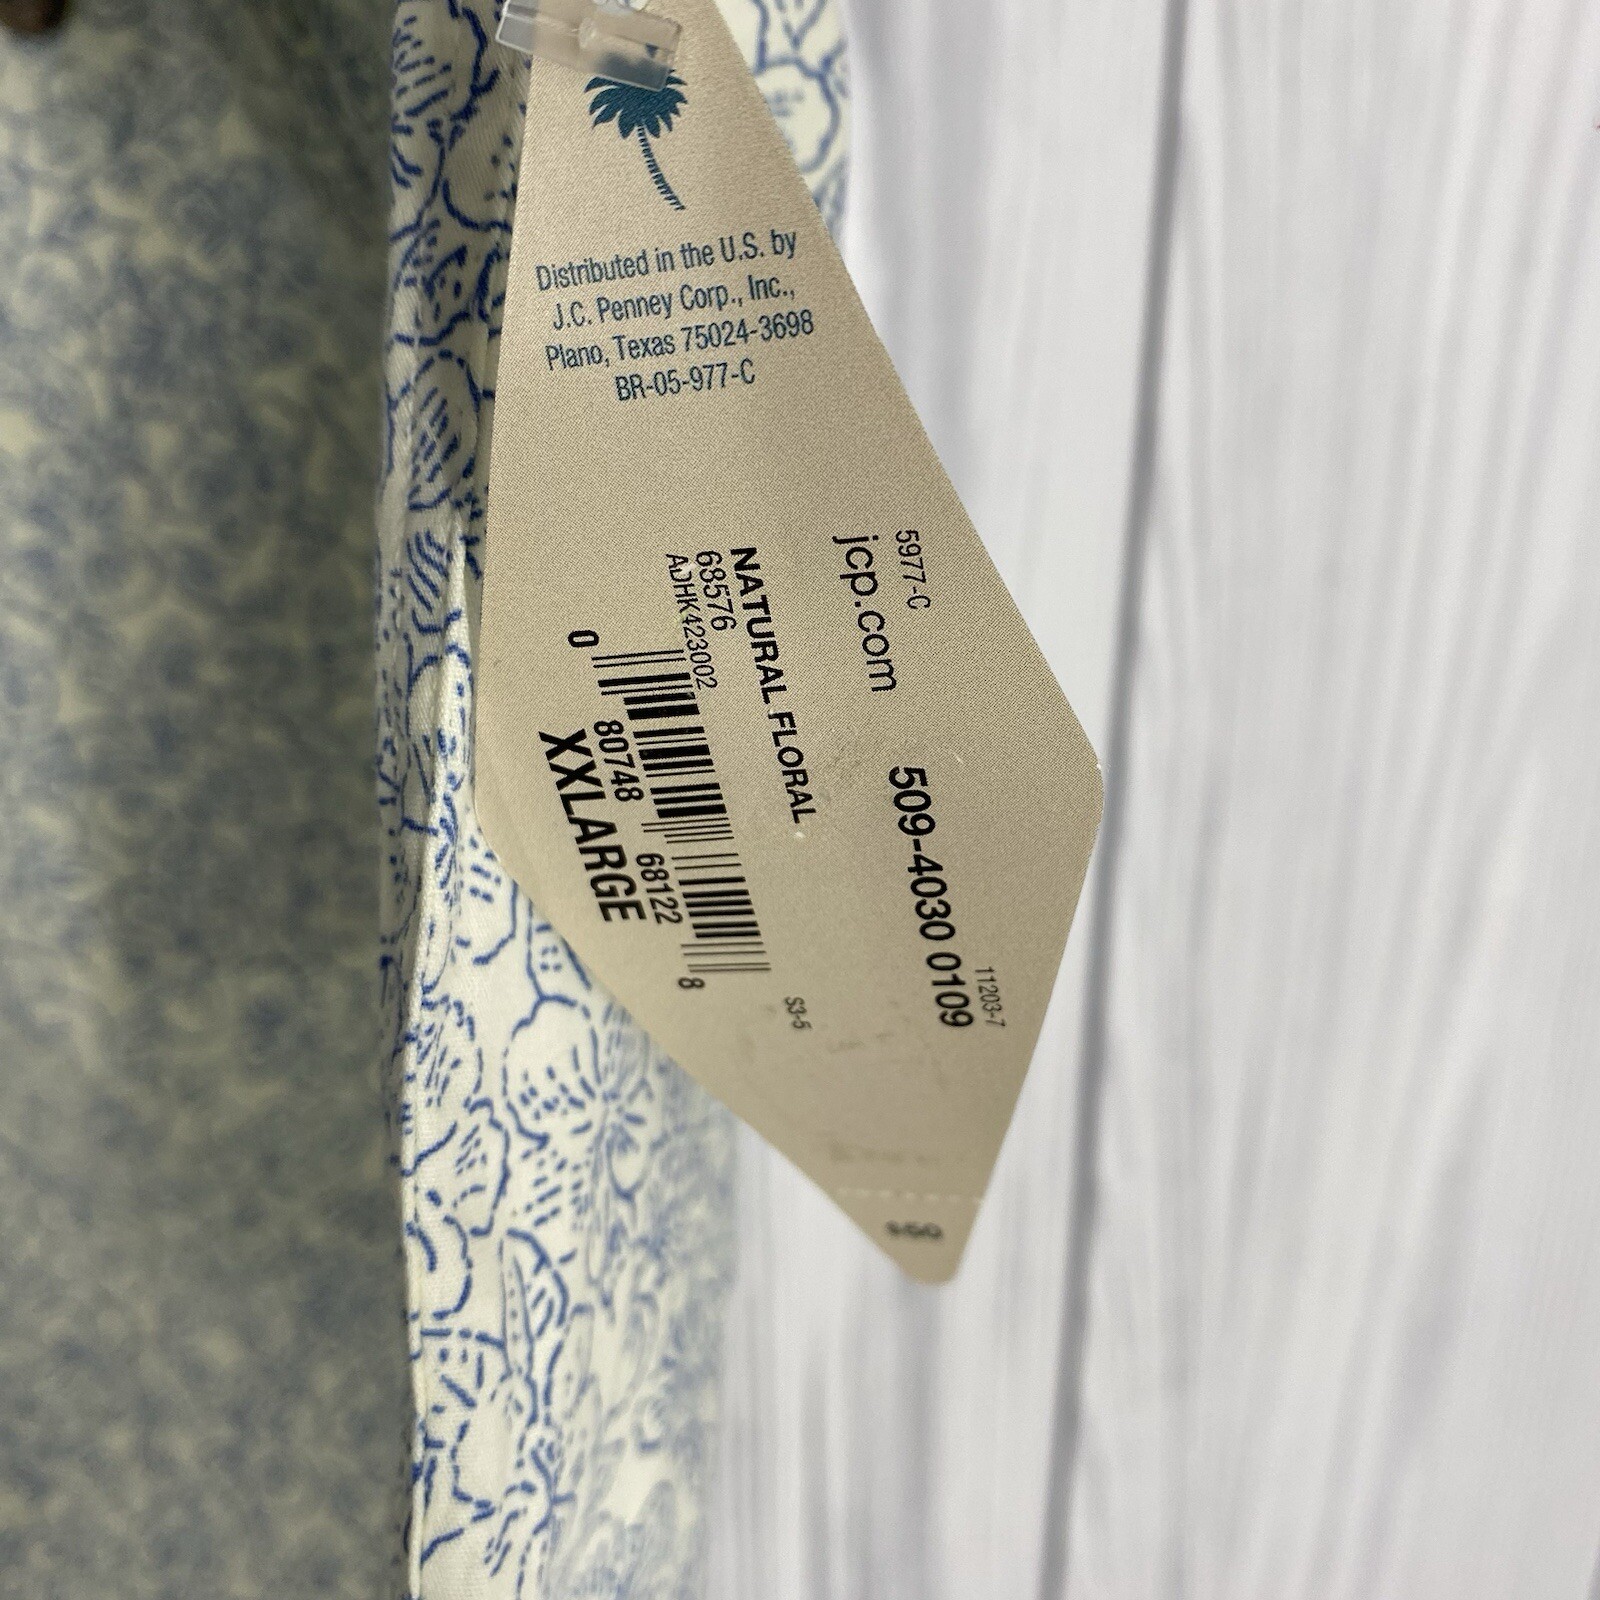 Distributed in the U.S. by
J.C. Penney Corp., Inc.,
Plano, Texas 75024-3698
BR-05-977-C
5977-C
jcp.com
509-4030 0109
11203-7
NATURAL FLORAL
68576
AJHK423002
0 80748 68122 8
XXLARGE
S3-5